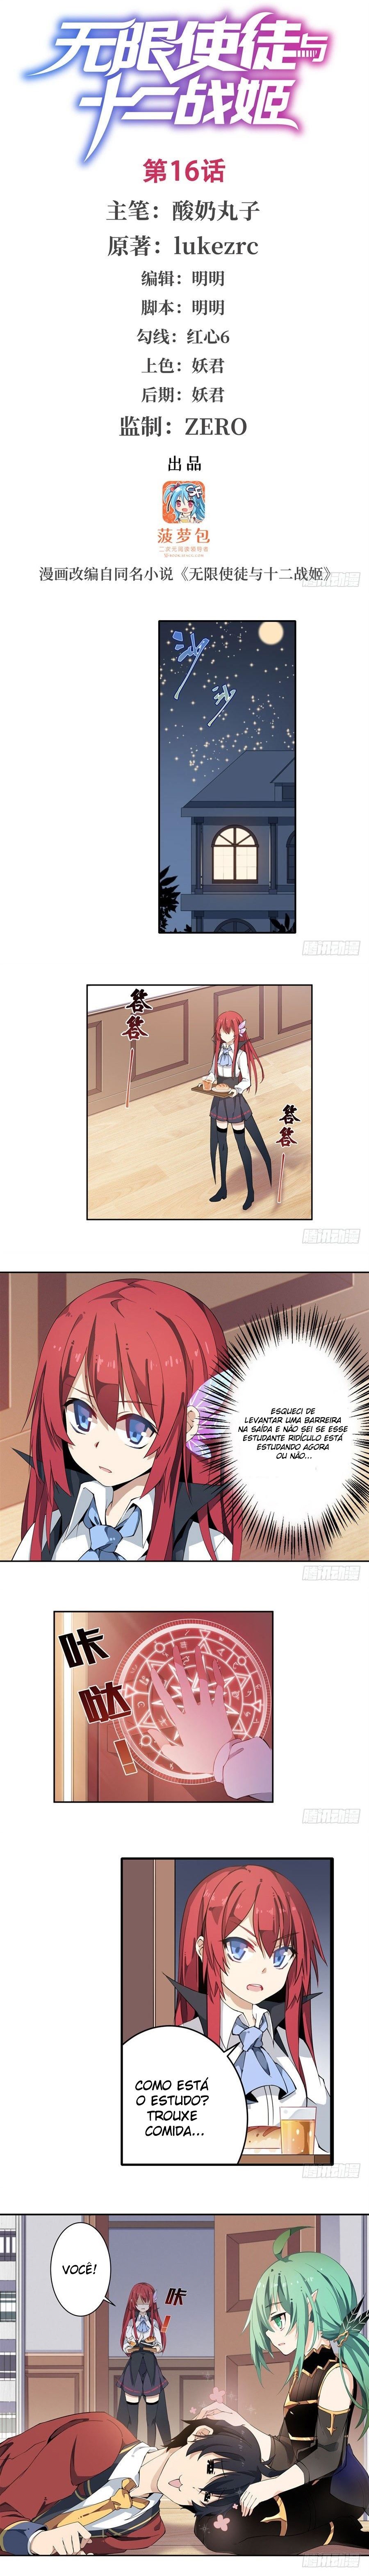 无限使徒与
十二战姬
第16话
主笔：酸奶丸子
原著：lukezrc
编辑：明明
脚本：明明
勾线：红心6
上色：妖君
后期：妖君
监制：ZERO
出品
菠萝包
漫画改编自同名小说《无限使徒与十二战姬》
沙
沙
答
答
答
答
ESQUECI DE
LEVANTAR UMA BARREIRA
NA SAÍDA E NÃO SEI SE ESSE
ESTUDANTE RIDÍCULO ESTÁ
ESTUDANDO AGORA
OU NÃO...
咔
哒
!
COMO ESTÁ
O ESTUDO?
TROUXE
COMIDA...
VOCÊ!
咔
!